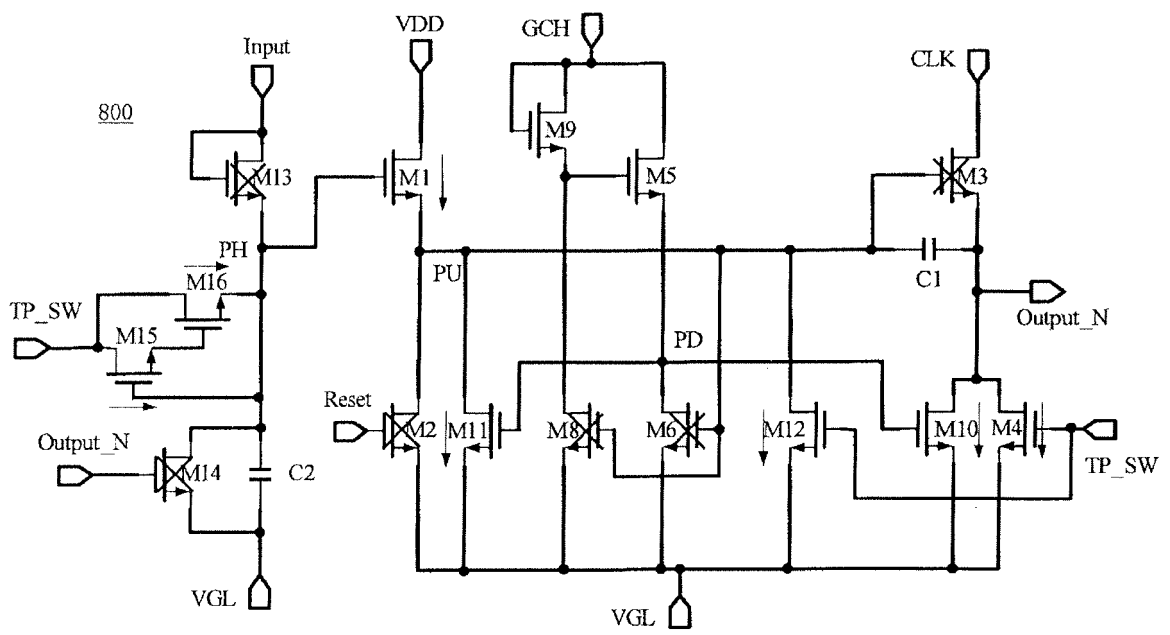 VDD
GCH
Input
CLK
800
M9
M13
M1
M5
M3
PH
M16
PU
C1
TP_SW
M15
Output_N
PD
Reset
M2
M11
M8
M6
M12
M10
M4
Output_N
M14
C2
TP_SW
VGL
VGL